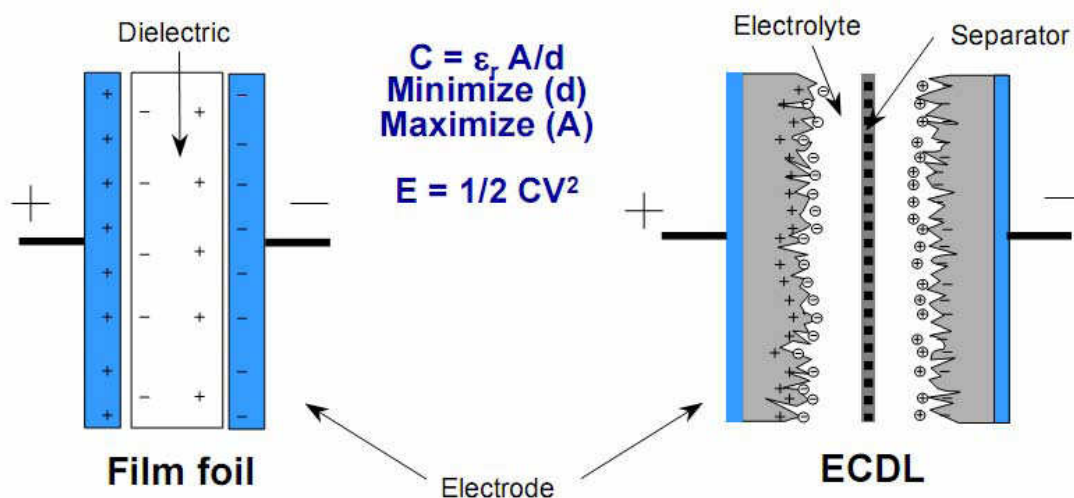 Dielectric
C = εr A/d
Minimize (d)
Maximize (A)
E = 1/2 CV²
Electrolyte
Separator
Film foil
Electrode
ECDL